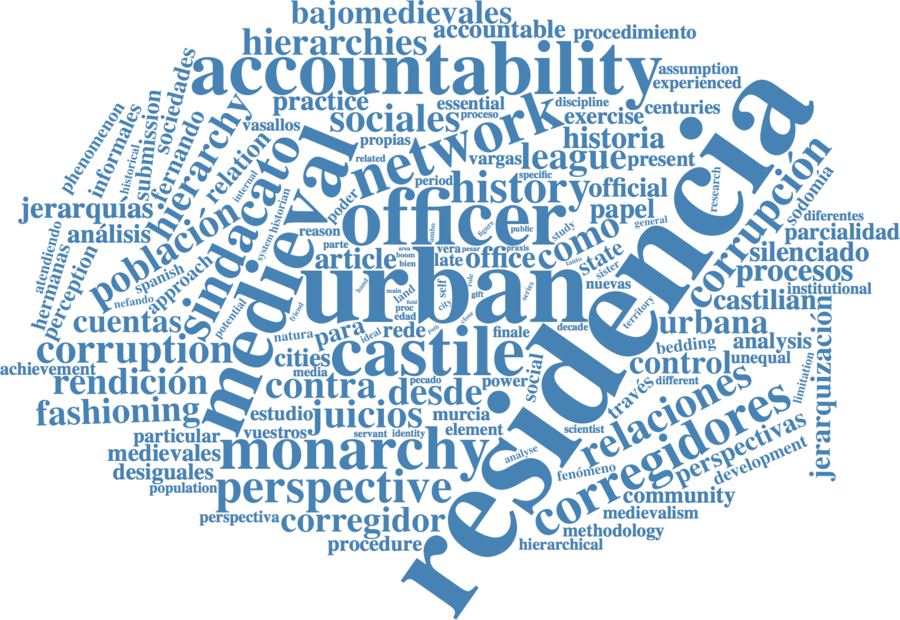 bajomedievales
accountable
procedimiento
hierarchies
accountability
assumption
experienced
practice
essential
discipline
exercise
centuries
sociales
proceso
vasallos
propias
network
historia
related
vargas
league
present
phenomenon
informales
historical
submission
sociedades
fernando
hierarchy
relation
internal
period
specific
history
official
research
residencia
corrupción
sodomía
jerarquías
análisis
población
sindicato
medieval
poder
officer
public
figure
study
papel
general
diferentes
parcialidad
atendiendo
hermanas
perception
spanish
nefando
approach
system
historian
reason
parte
article
area
boom
bien
vera
late
pesar
praxis
office
como
tanto
state
sister
nuevas
silenciado
procesos
institutional
castilian
potential
friend
urban
hand
main
land
field
proc
edad
self
city
role
gift
close
series
territory
decade
cuentas
corruption
natura
para
ideal
rede
finale
castile
urbana
bedding
analysis
unequal
control
achievement
rendición
cities
media
contra
desde
pecado
power
social
través
different
limitation
jerarquización
fashioning
estudio
juicios
murcia
element
scientist
relaciones
particular
vuestros
servant
identity
medievales
monarchy
analyse
fenómeno
corregidores
perspectivas
development
desiguales
population
perspective
community
perspectiva
corregidor
medievalism
methodology
procedure
hierarchical